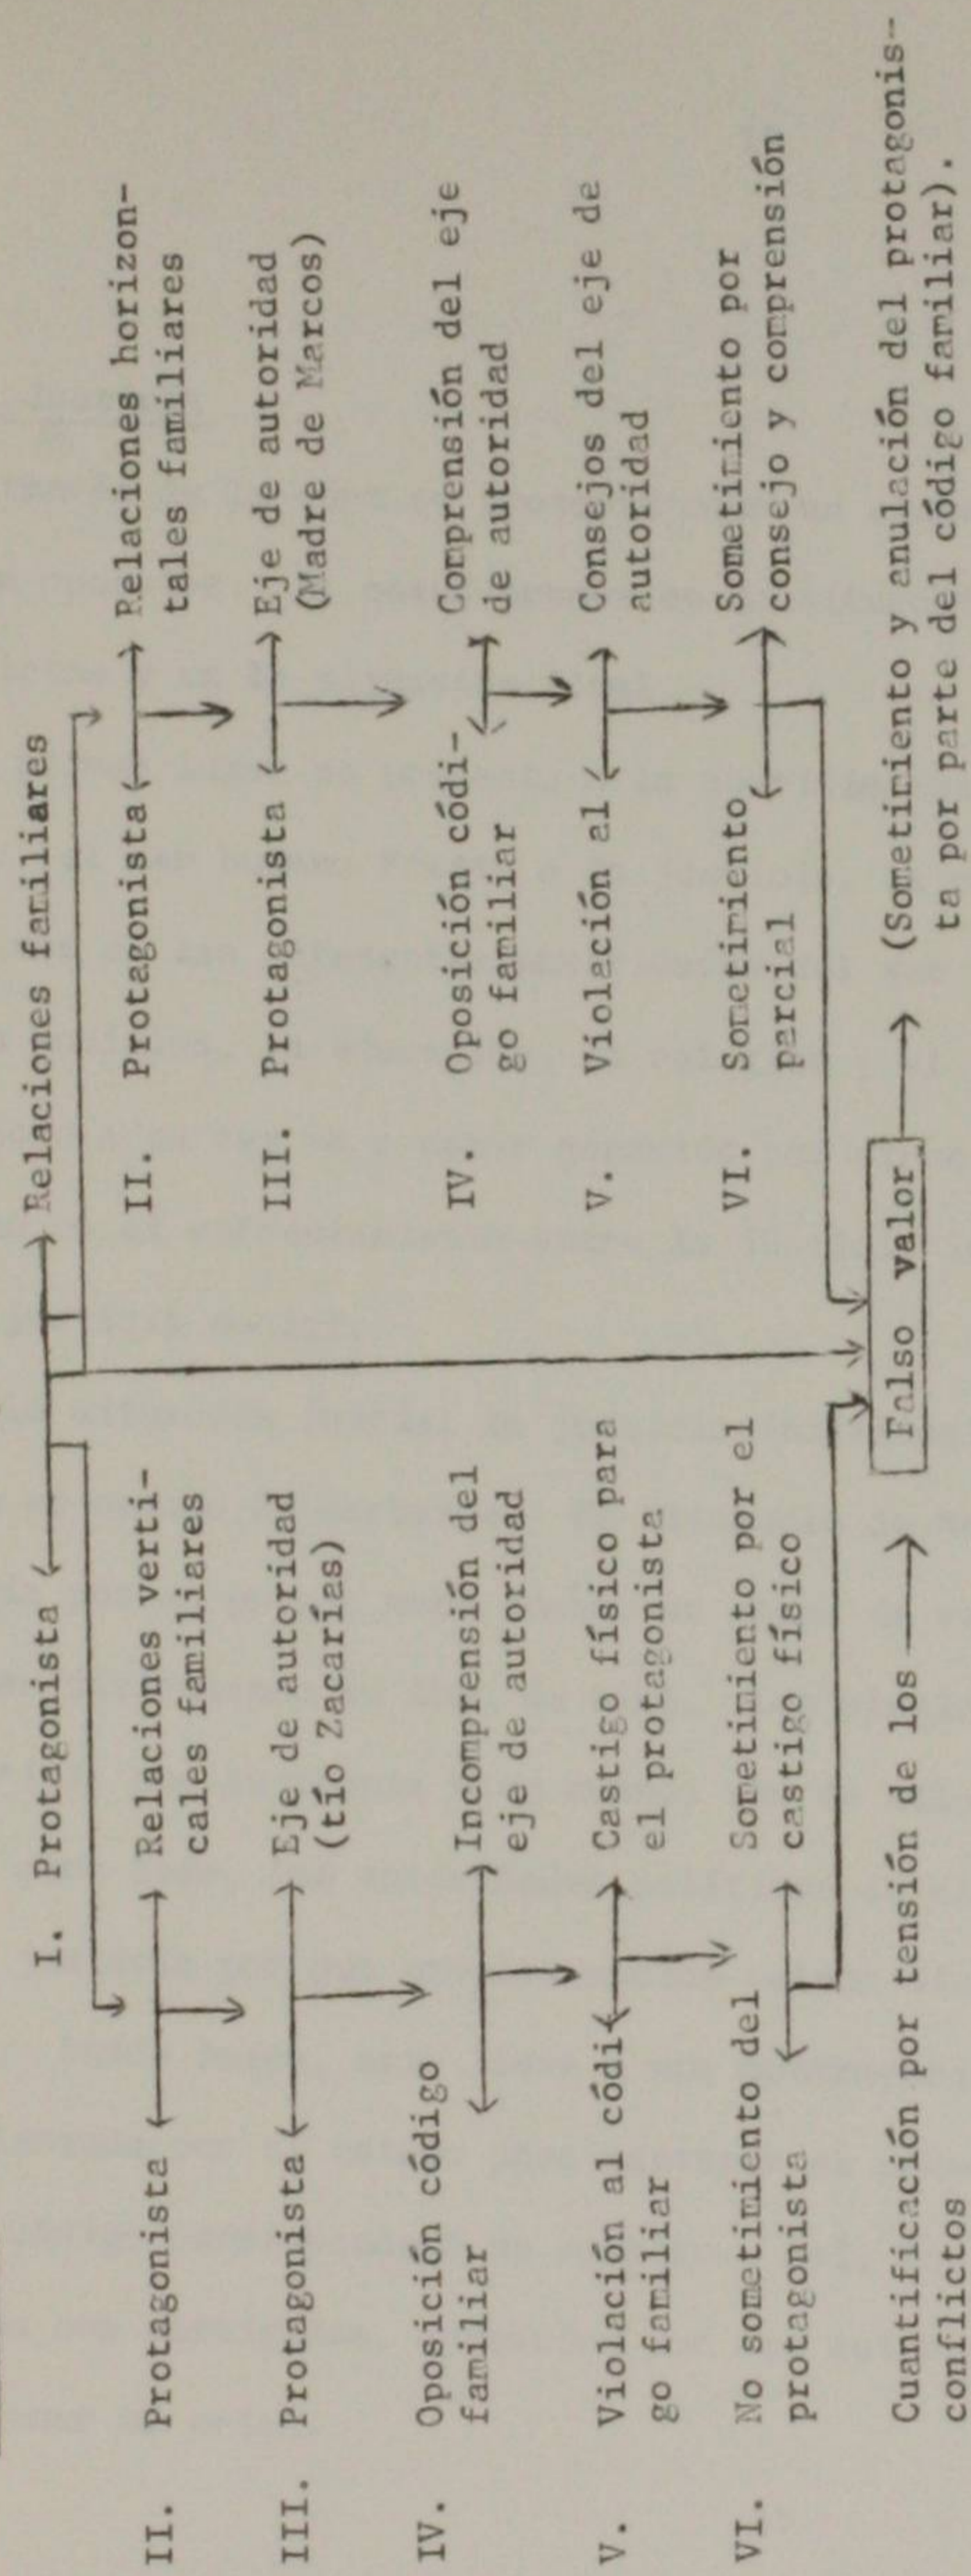 I. Protagonista Relaciones familiares
II. Protagonista Relaciones verti-
cales familiares
III. Protagonista Eje de autoridad
(tío Zacarías)
IV. Oposición código
familiar
Incomprensión del
eje de autoridad
V. Violación al códi
go familiar
Castigo físico para
el protagonista
VI. No sometimiento del
protagonista
Sometimiento por el
castigo físico
II. Protagonista Relaciones horizon-
tales familiares
III. Protagonista Eje de autoridad
(Madre de Marcos)
IV. Oposición códi-
go familiar
Comprensión del eje
de autoridad
V. Violación al
Consejos del eje de
autoridad
VI. Sometimiento
parcial
Sometimiento por
consejo y comprensión
Cuantificación por tensión de los
conflictos
Falso valor
(Sometimiento y anulación del protagonis-
ta por parte del código familiar).